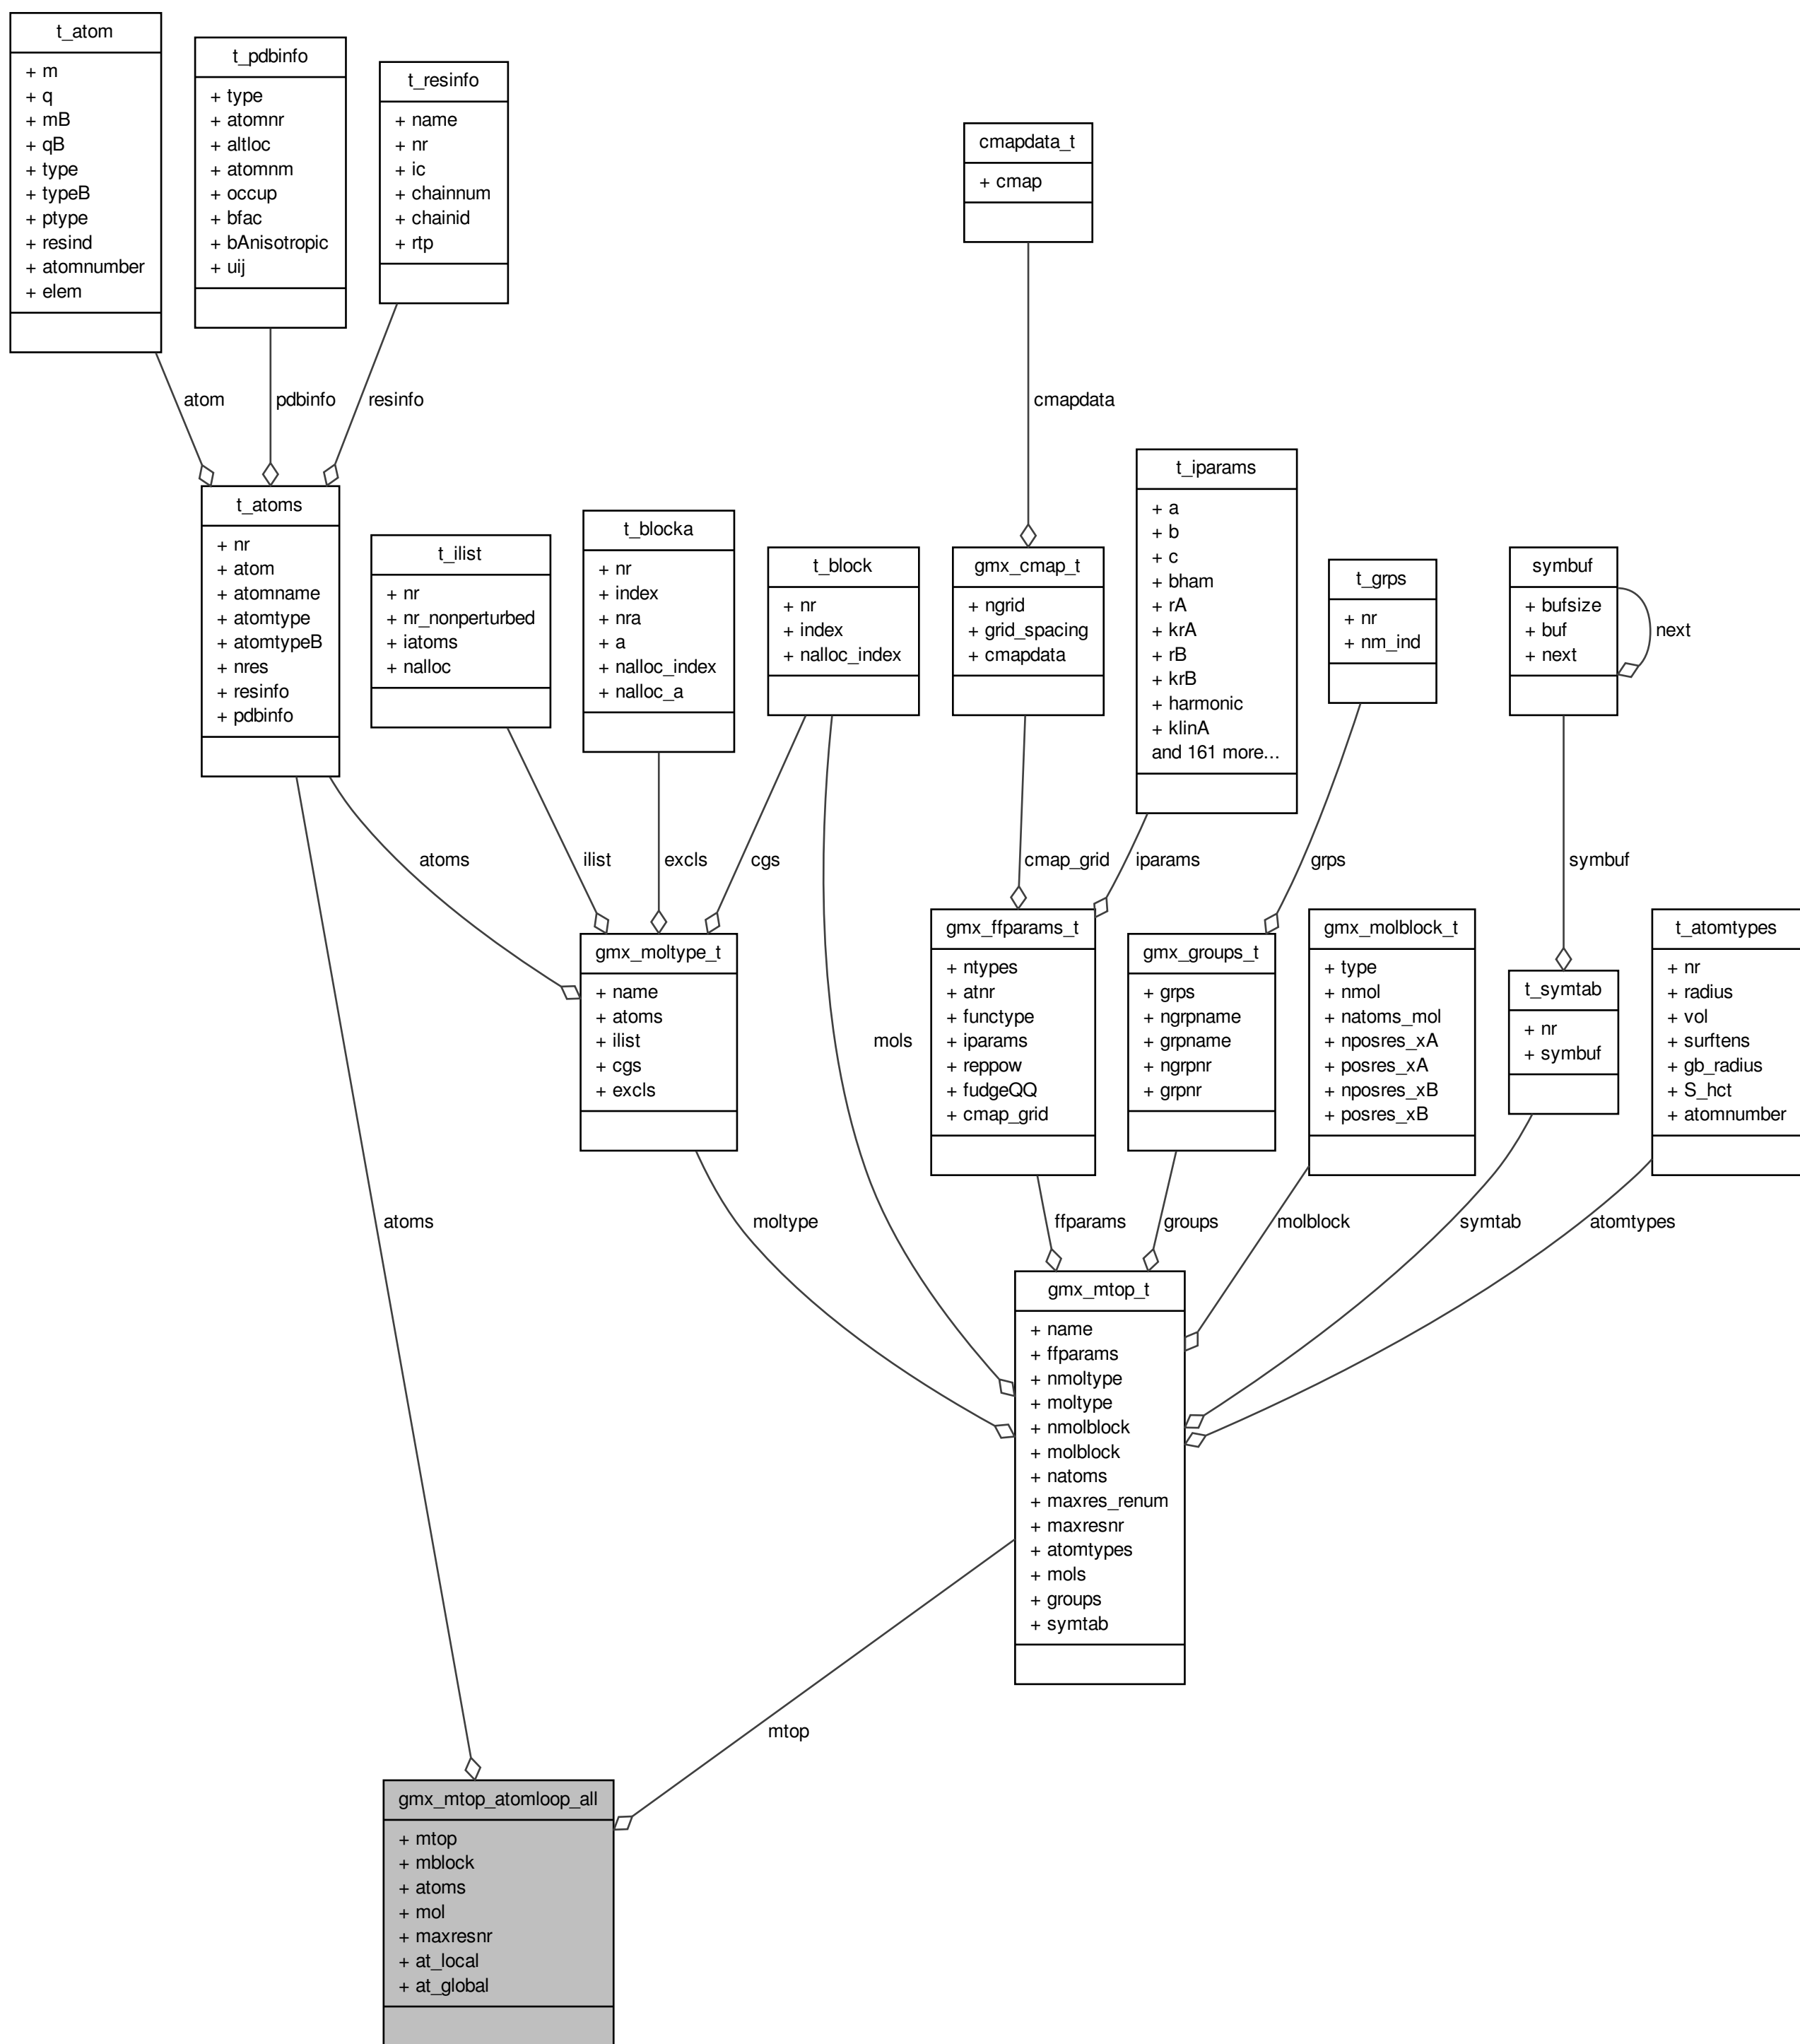 t_atom
+ m
+ q
+ mB
+ qB
+ type
+ typeB
+ ptype
+ resind
+ atomnumber
+ elem
t_pdbinfo
+ type
+ atomnr
+ altloc
+ atomnm
+ occup
+ bfac
+ bAnisotropic
+ uij
t_resinfo
+ name
+ nr
+ ic
+ chainnum
+ chainid
+ rtp
cmapdata_t
+ cmap
atom
pdbinfo
resinfo
cmapdata
t_atoms
+ nr
+ atom
+ atomname
+ atomtype
+ atomtypeB
+ nres
+ resinfo
+ pdbinfo
t_ilist
+ nr
+ nr_nonperturbed
+ iatoms
+ nalloc
t_blocka
+ nr
+ index
+ nra
+ a
+ nalloc_index
+ nalloc_a
t_block
+ nr
+ index
+ nalloc_index
gmx_cmap_t
+ ngrid
+ grid_spacing
+ cmapdata
t_iparams
+ a
+ b
+ c
+ bham
+ rA
+ krA
+ rB
+ krB
+ harmonic
+ klinA
and 161 more...
t_grps
+ nr
+ nm_ind
symbuf
+ bufsize
+ buf
+ next
next
atoms
ilist
excls
cgs
cmap_grid
iparams
grps
symbuf
gmx_moltype_t
+ name
+ atoms
+ ilist
+ cgs
+ excls
mols
gmx_ffparams_t
+ ntypes
+ atnr
+ functype
+ iparams
+ reppow
+ fudgeQQ
+ cmap_grid
gmx_groups_t
+ grps
+ ngrpname
+ grpname
+ ngrpnr
+ grpnr
gmx_molblock_t
+ type
+ nmol
+ natoms_mol
+ nposres_xA
+ posres_xA
+ nposres_xB
+ posres_xB
t_symtab
+ nr
+ symbuf
t_atomtypes
+ nr
+ radius
+ vol
+ surftens
+ gb_radius
+ S_hct
+ atomnumber
atoms
moltype
ffparams
groups
molblock
symtab
atomtypes
gmx_mtop_t
+ name
+ ffparams
+ nmoltype
+ moltype
+ nmolblock
+ molblock
+ natoms
+ maxres_renum
+ maxresnr
+ atomtypes
+ mols
+ groups
+ symtab
mtop
gmx_mtop_atomloop_all
+ mtop
+ mblock
+ atoms
+ mol
+ maxresnr
+ at_local
+ at_global